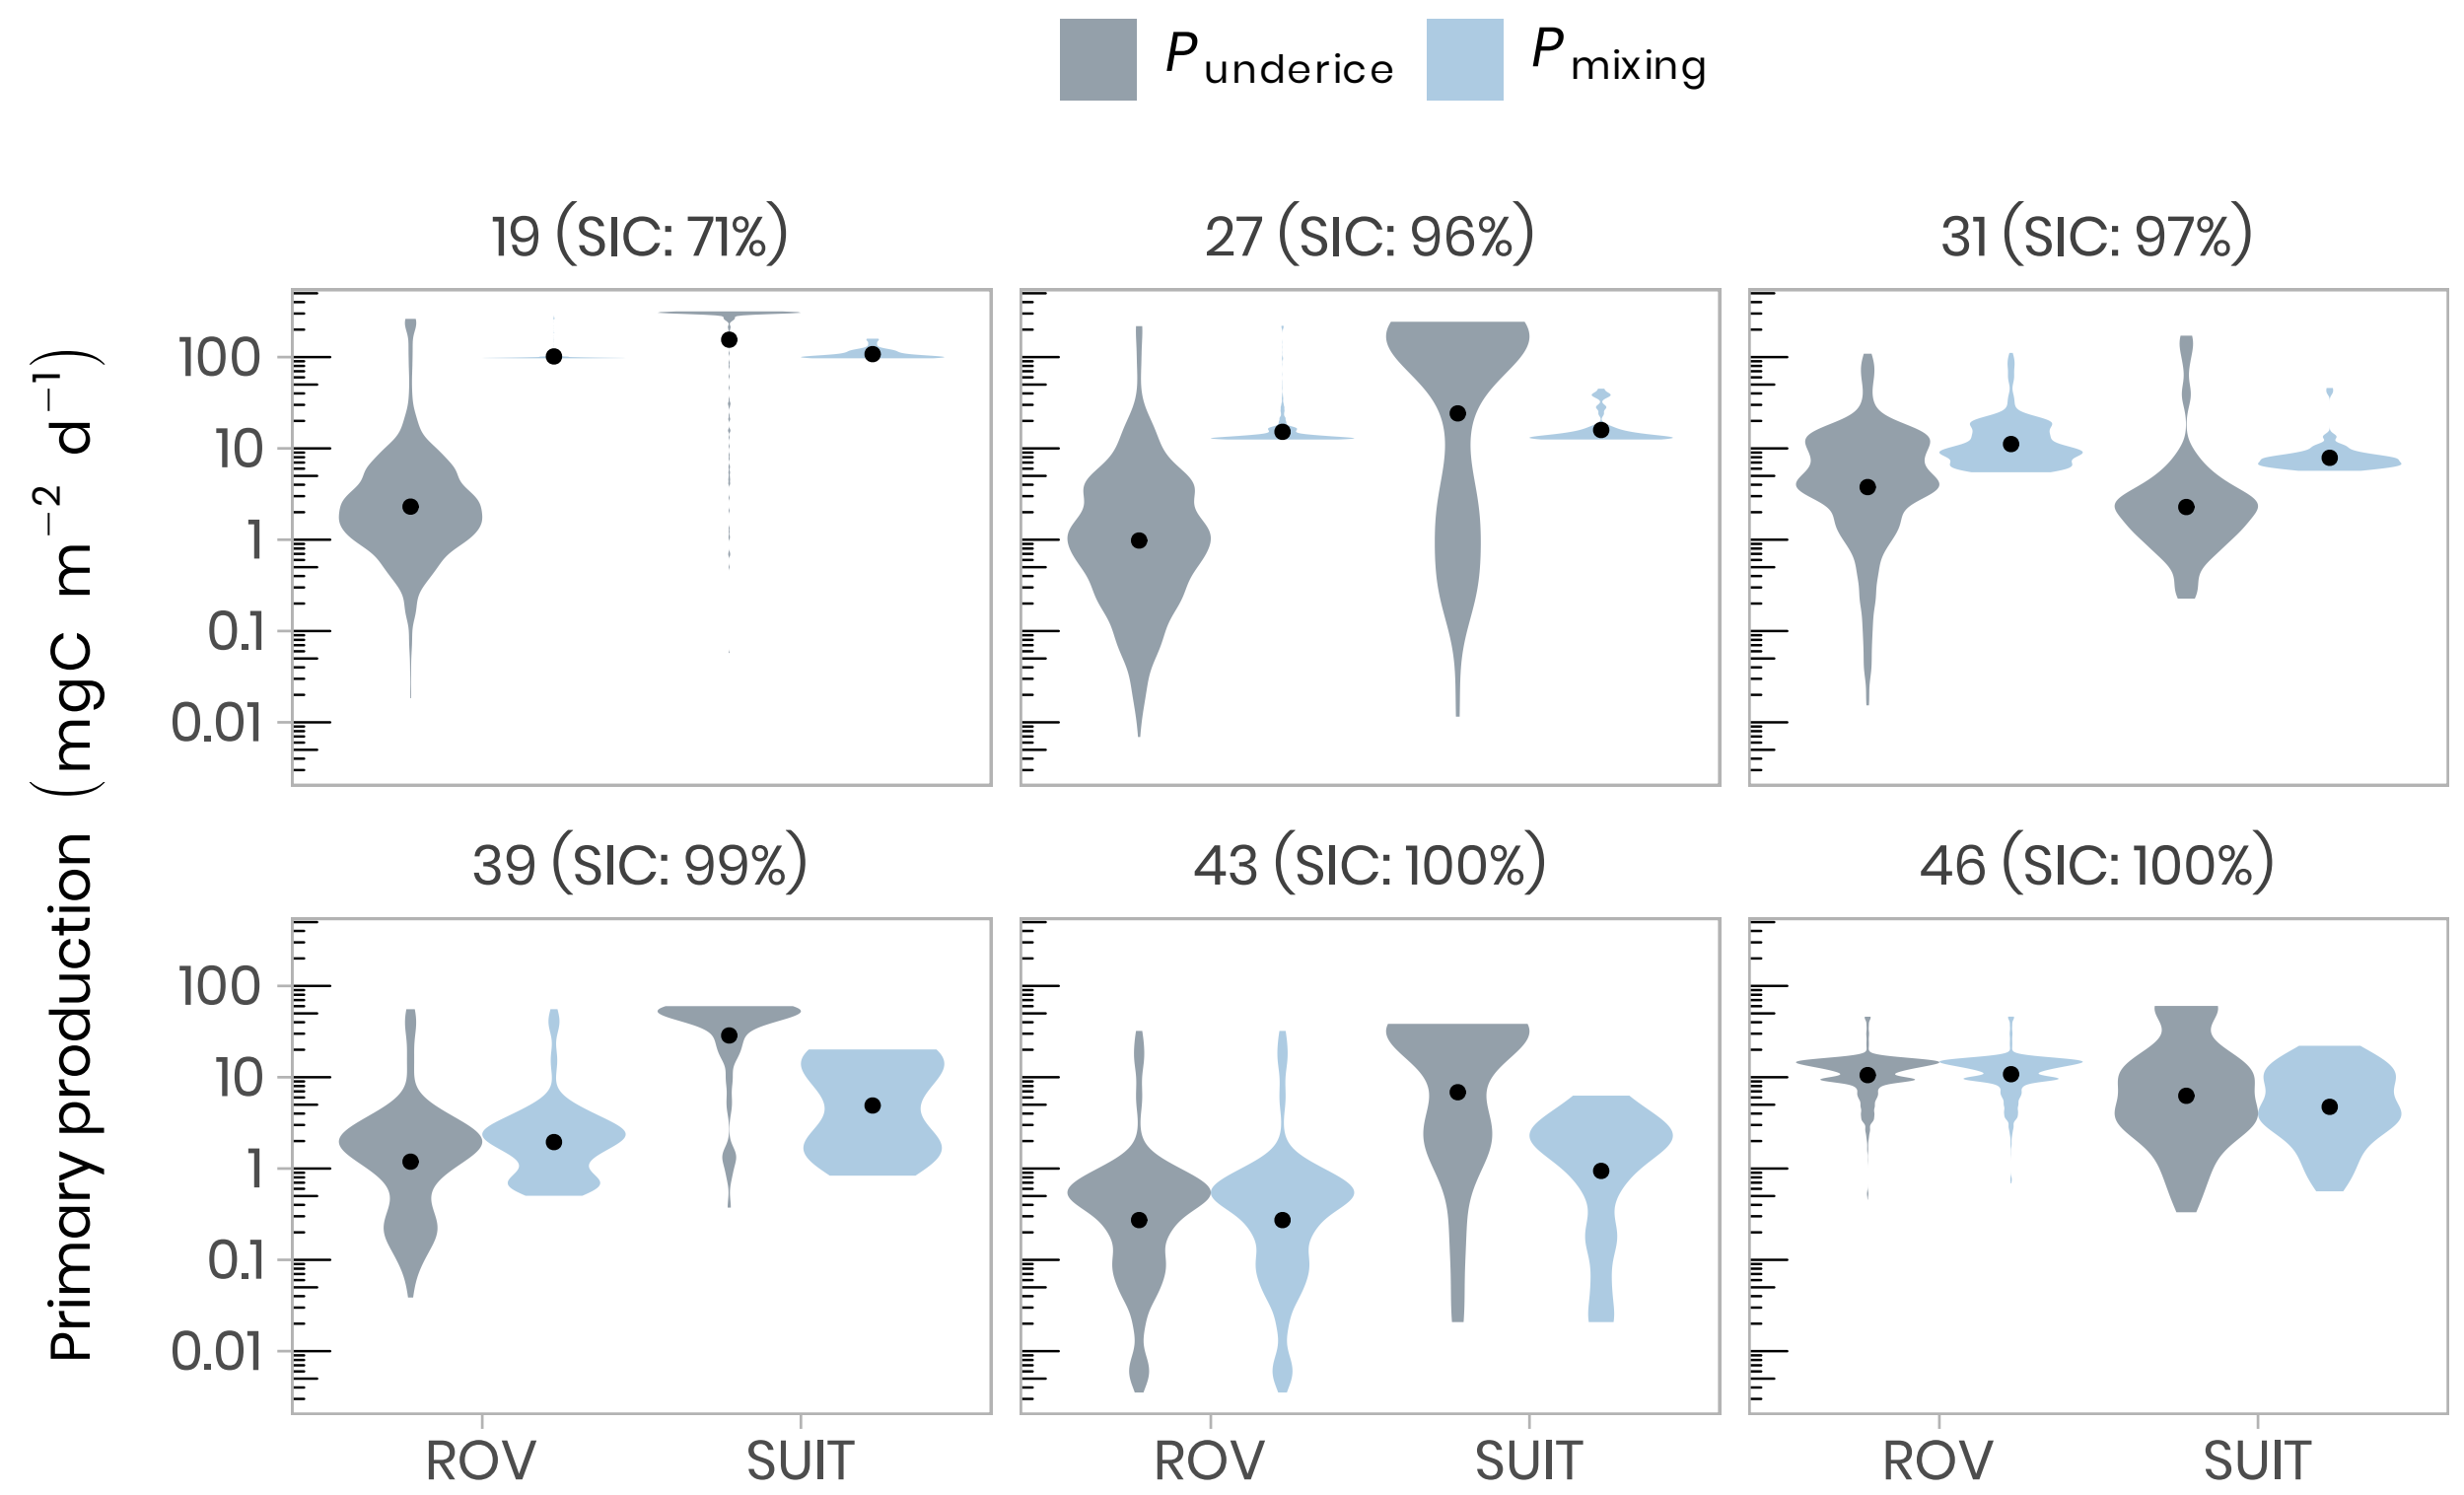 P underice P mixing
19 (SIC: 71%) 27 (SIC: 96%) 31 (SIC: 97%)
100
10
1
0.1
0.01
Primary production (mgC m⁻² d⁻¹)
39 (SIC: 99%) 43 (SIC: 100%) 46 (SIC: 100%)
100
10
1
0.1
0.01
ROV SUIT ROV SUIT ROV SUIT